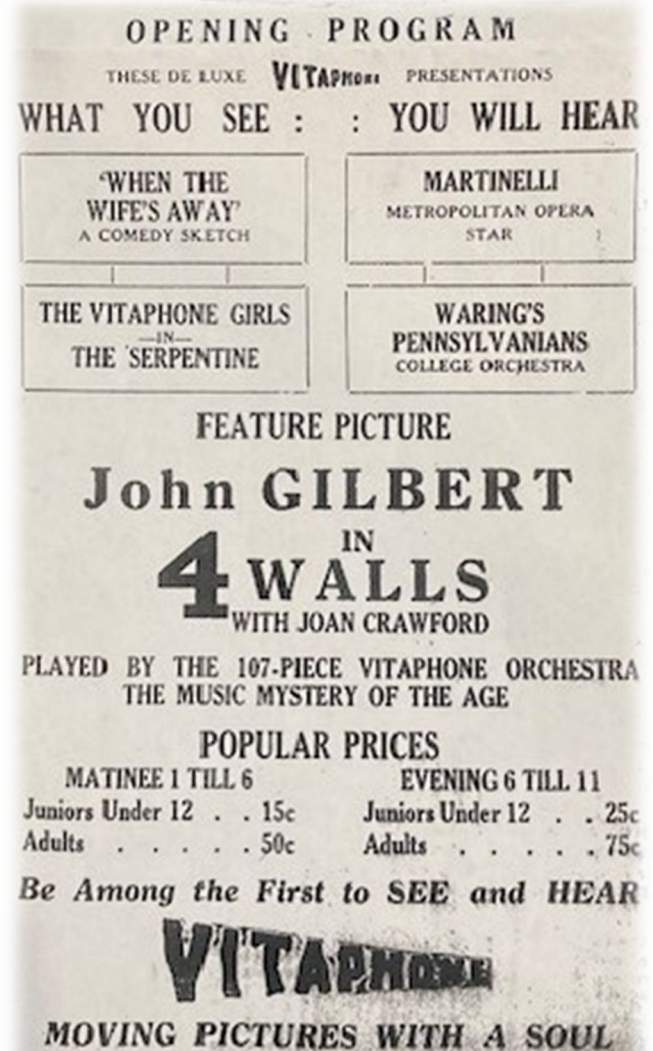 OPENING PROGRAM
THESE DE LUXE VITAPHONE PRESENTATIONS
WHAT YOU SEE : : YOU WILL HEAR
'WHEN THE
WIFE'S AWAY'
A COMEDY SKETCH
MARTINELLI
METROPOLITAN OPERA
STAR
THE VITAPHONE GIRLS
—IN—
THE SERPENTINE
WARING'S
PENNSYLVANIANS
COLLEGE ORCHESTRA
FEATURE PICTURE
John GILBERT
IN
4 WALLS
WITH JOAN CRAWFORD
PLAYED BY THE 107-PIECE VITAPHONE ORCHESTRA
THE MUSIC MYSTERY OF THE AGE
POPULAR PRICES
MATINEE 1 TILL 6
Juniors Under 12 . . 15c
Adults . . . . . 50c
EVENING 6 TILL 11
Juniors Under 12 . . 25c
Adults . . . . . 75c
Be Among the First to SEE and HEAR
VITAPHONE
MOVING PICTURES WITH A SOUL